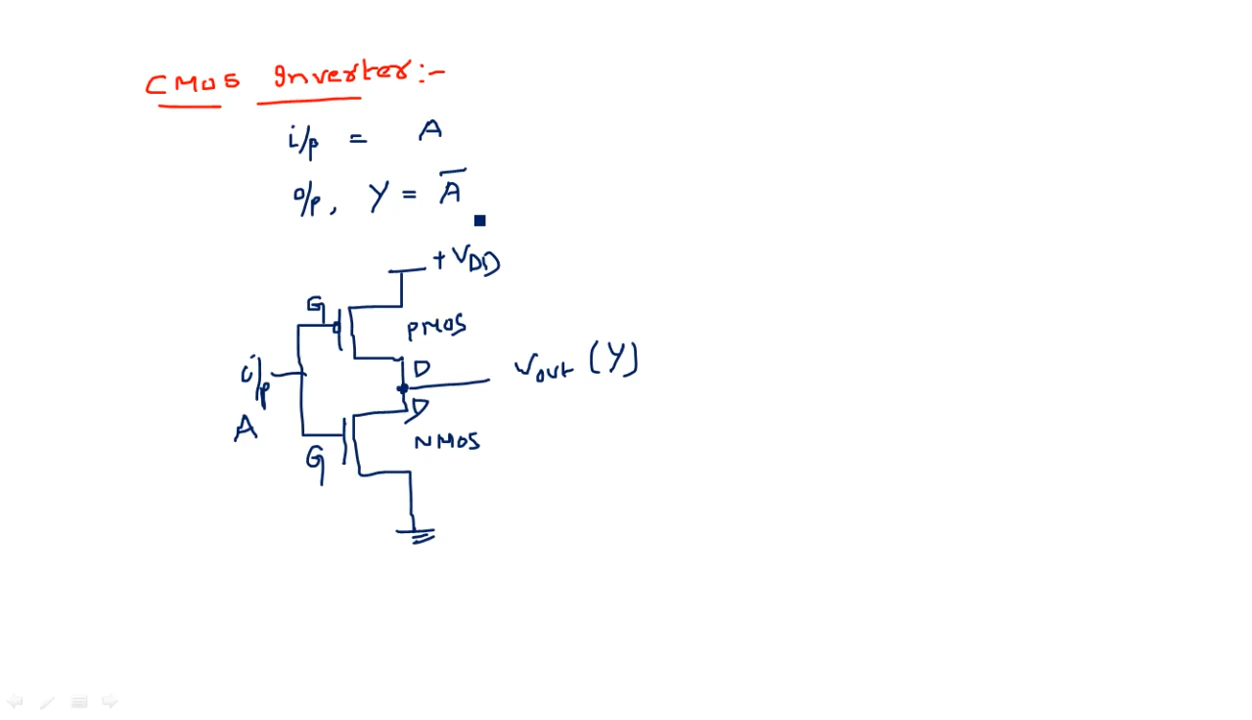 CMOS Inverter:-
i/p = A
o/p, Y = A̅
+VDD
G
PMOS
D
i/p
A
Vout (Y)
D
NMOS
G